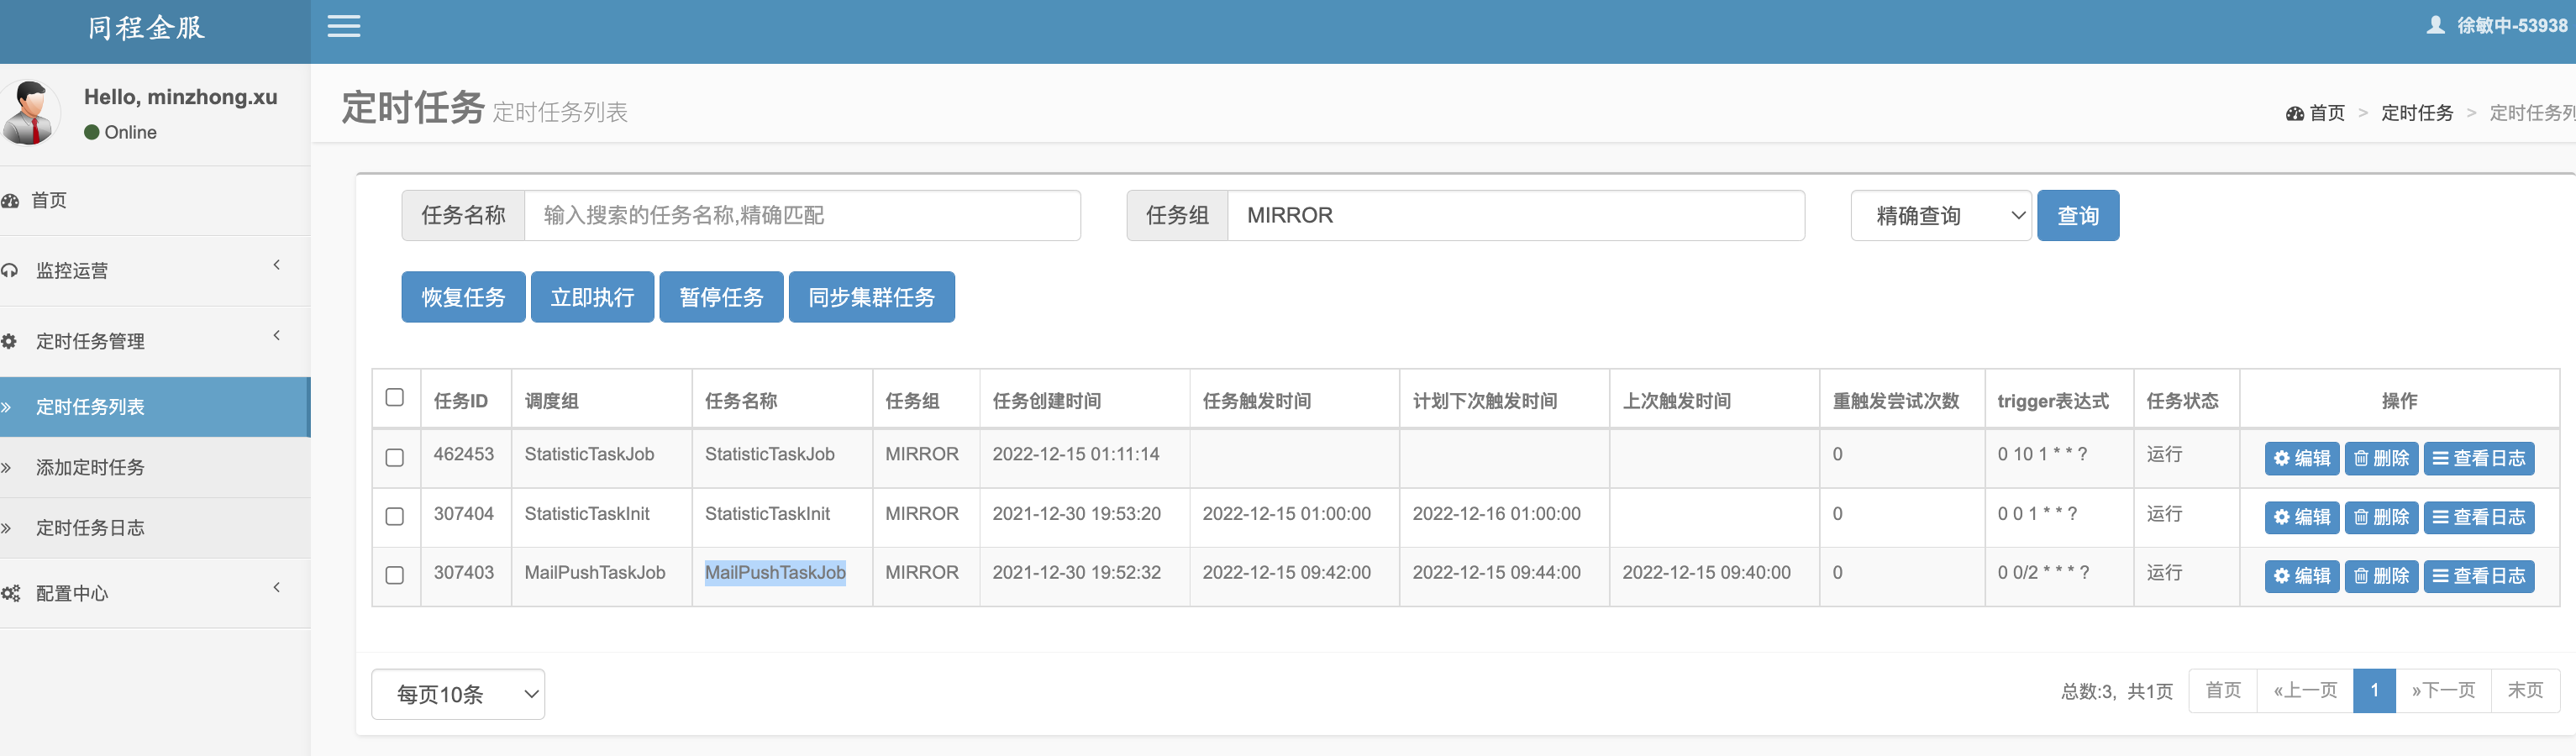 同程金服
徐敏中-53938
Hello, minzhong.xu
Online
首页
监控运营
定时任务管理
定时任务列表
添加定时任务
定时任务日志
配置中心
定时任务 定时任务列表
首页 > 定时任务 > 定时任务列
任务名称 输入搜索的任务名称,精确匹配 任务组 MIRROR 精确查询 查询
恢复任务 立即执行 暂停任务 同步集群任务
任务ID 调度组 任务名称 任务组 任务创建时间 任务触发时间 计划下次触发时间 上次触发时间 重触发尝试次数 trigger表达式 任务状态 操作
462453 StatisticTaskJob StatisticTaskJob MIRROR 2022-12-15 01:11:14 0 0 10 1 * * ? 运行 编辑 删除 查看日志
307404 StatisticTaskInit StatisticTaskInit MIRROR 2021-12-30 19:53:20 2022-12-15 01:00:00 2022-12-16 01:00:00 0 0 0 1 * * ? 运行 编辑 删除 查看日志
307403 MailPushTaskJob MailPushTaskJob MIRROR 2021-12-30 19:52:32 2022-12-15 09:42:00 2022-12-15 09:44:00 2022-12-15 09:40:00 0 0 0/2 * * * ? 运行 编辑 删除 查看日志
每页10条 总数:3, 共1页 首页 «上一页 1 »下一页 末页